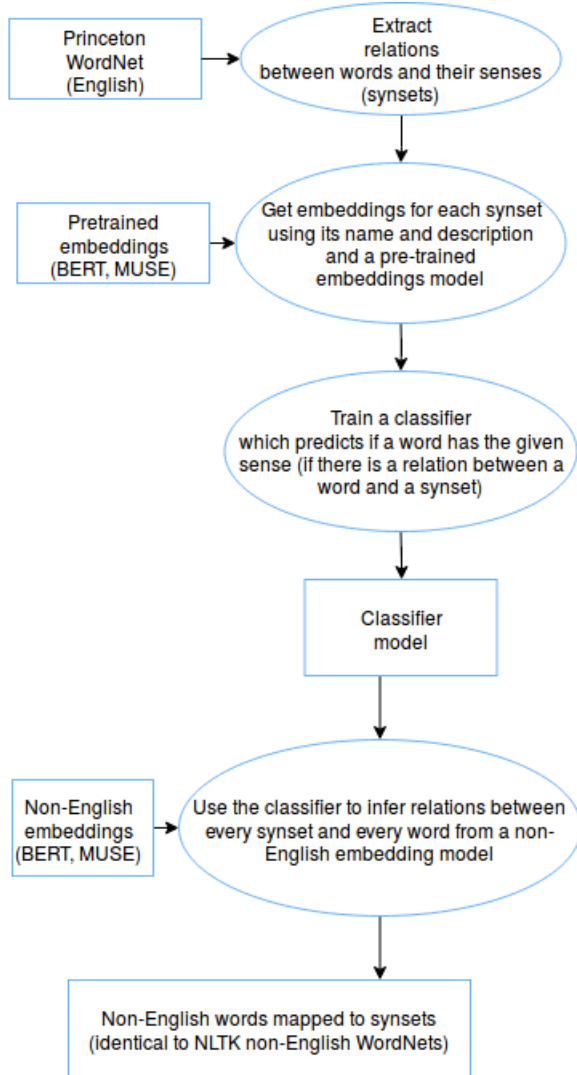 Princeton
WordNet
(English)
Extract
relations
between words and their senses
(synsets)
Pretrained
embeddings
(BERT, MUSE)
Get embeddings for each synset
using its name and description
and a pre-trained
embeddings model
Train a classifier
which predicts if a word has the given
sense (if there is a relation between a
word and a synset)
Classifier
model
Non-English
embeddings
(BERT, MUSE)
Use the classifier to infer relations between
every synset and every word from a non-
English embedding model
Non-English words mapped to synsets
(identical to NLTK non-English WordNets)